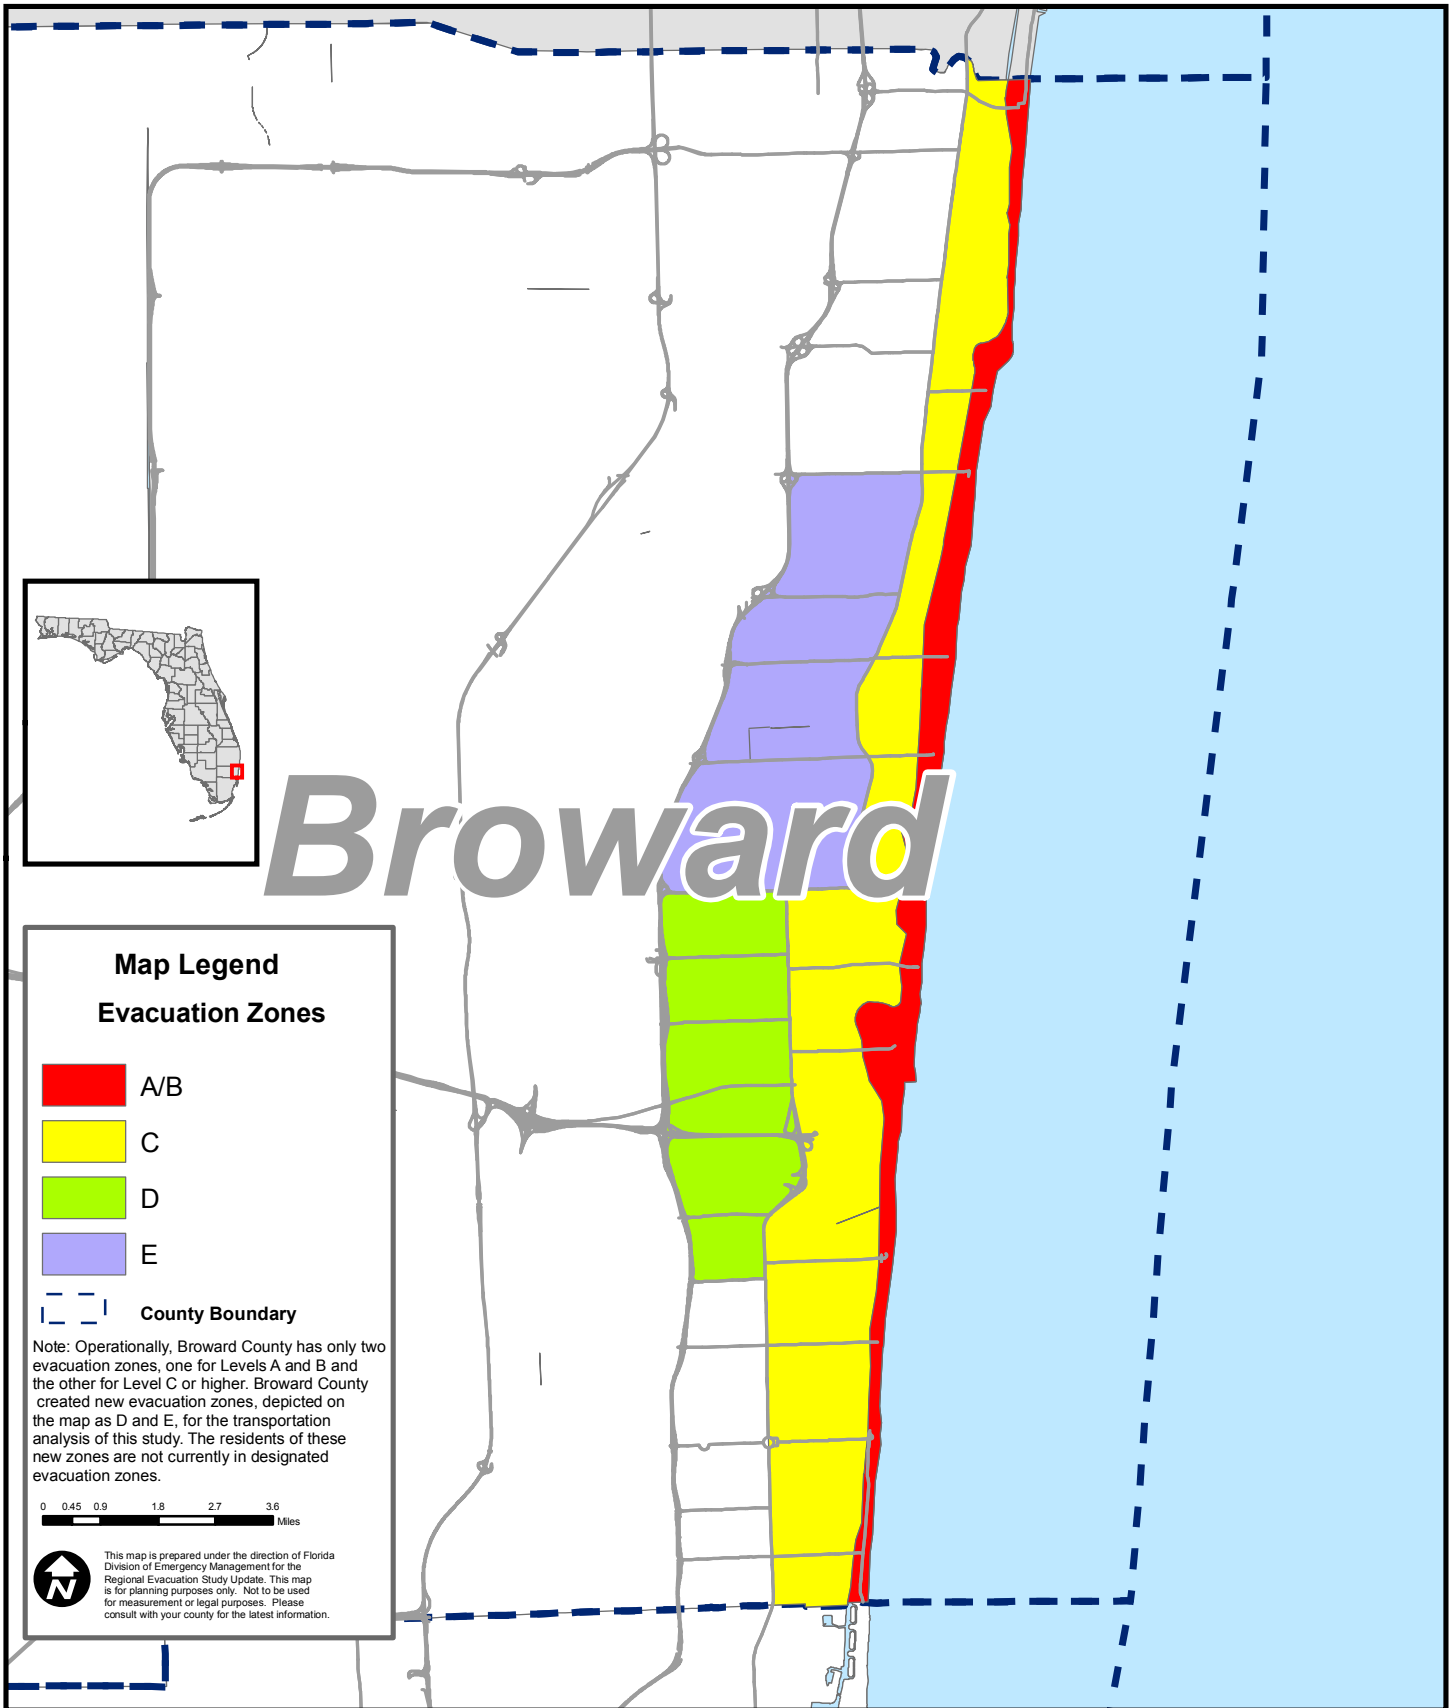 Broward
Map Legend
Evacuation Zones
A/B
C
D
E
County Boundary
Note: Operationally, Broward County has only two
evacuation zones, one for Levels A and B and
the other for Level C or higher. Broward County
created new evacuation zones, depicted on
the map as D and E, for the transportation
analysis of this study. The residents of these
new zones are not currently in designated
evacuation zones.
0 0.45 0.9 1.8 2.7 3.6
Miles
N
This map is prepared under the direction of Florida
Division of Emergency Management for the
Regional Evacuation Study Update. This map
is for planning purposes only. Not to be used
for measurement or legal purposes. Please
consult with your county for the latest information.